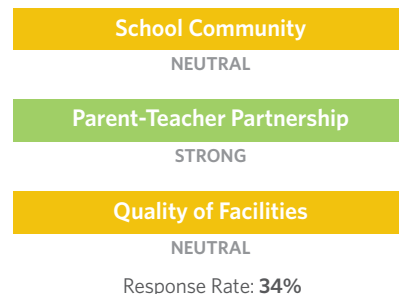 School Community
NEUTRAL
Parent-Teacher Partnership
STRONG
Quality of Facilities
NEUTRAL
Response Rate: 34%